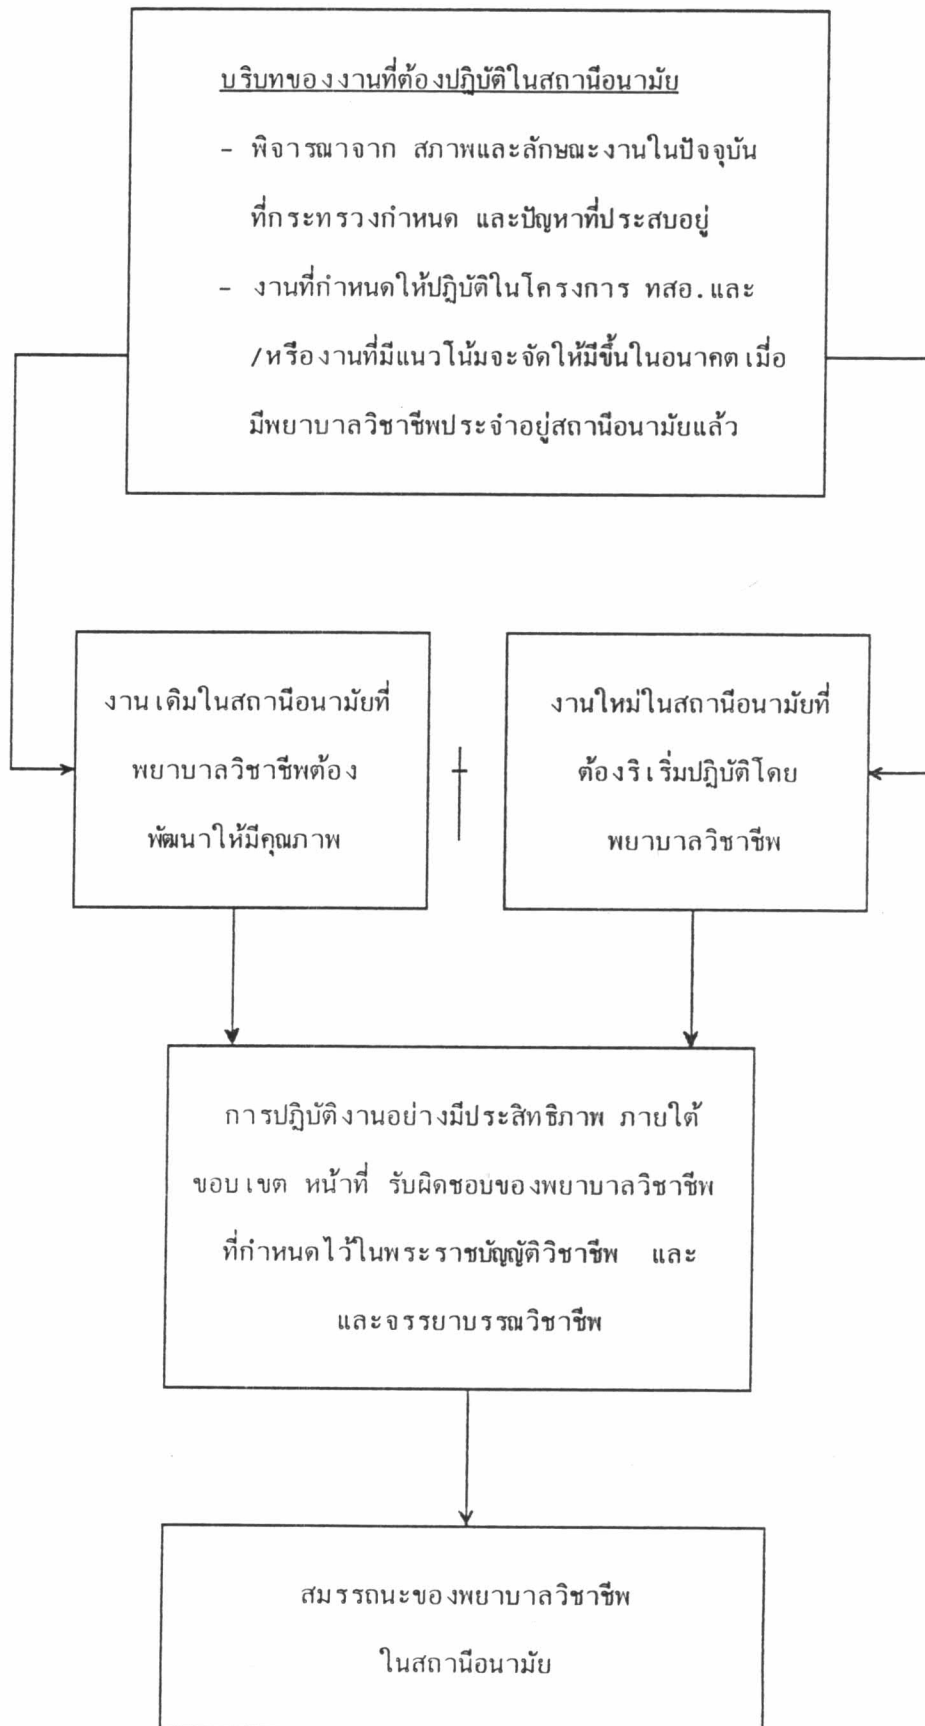 บริบทของงานที่ต้องปฏิบัติในสถานีอนามัย
- พิจารณาจาก สภาพและลักษณะงานในปัจจุบัน
ที่กระทรวงกำหนด และปัญหาที่ประสบอยู่
- งานที่กำหนดให้ปฏิบัติในโครงการ ทสอ.และ
/หรืองานที่มีแนวโน้มจะจัดให้มีขึ้นในอนาคตเมื่อ
มีพยาบาลวิชาชีพประจำอยู่สถานีอนามัยแล้ว
งานเดิมในสถานีอนามัยที่
พยาบาลวิชาชีพต้อง
พัฒนาให้มีคุณภาพ
+
งานใหม่ในสถานีอนามัยที่
ต้องริเริ่มปฏิบัติโดย
พยาบาลวิชาชีพ
การปฏิบัติงานอย่างมีประสิทธิภาพ ภายใต้
ขอบเขต หน้าที่ รับผิดชอบของพยาบาลวิชาชีพ
ที่กำหนดไว้ในพระราชบัญญัติวิชาชีพ และ
และจรรยาบรรณวิชาชีพ
สมรรถนะของพยาบาลวิชาชีพ
ในสถานีอนามัย